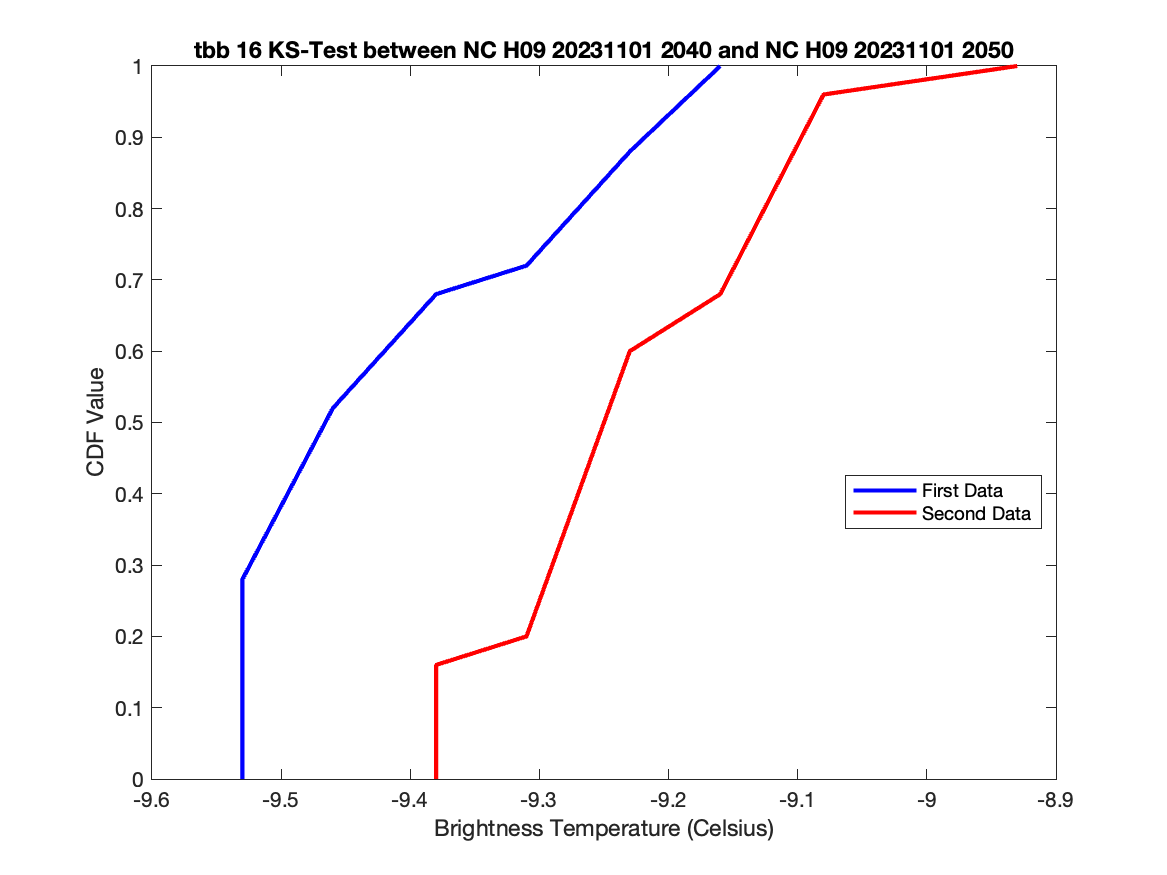 tbb 16 KS-Test between NC H09 20231101 2040 and NC H09 20231101 2050
1
0.9
0.8
0.7
0.6
0.5
0.4
0.3
0.2
0.1
0
CDF Value
First Data
Second Data
-9.6 -9.5 -9.4 -9.3 -9.2 -9.1 -9 -8.9
Brightness Temperature (Celsius)